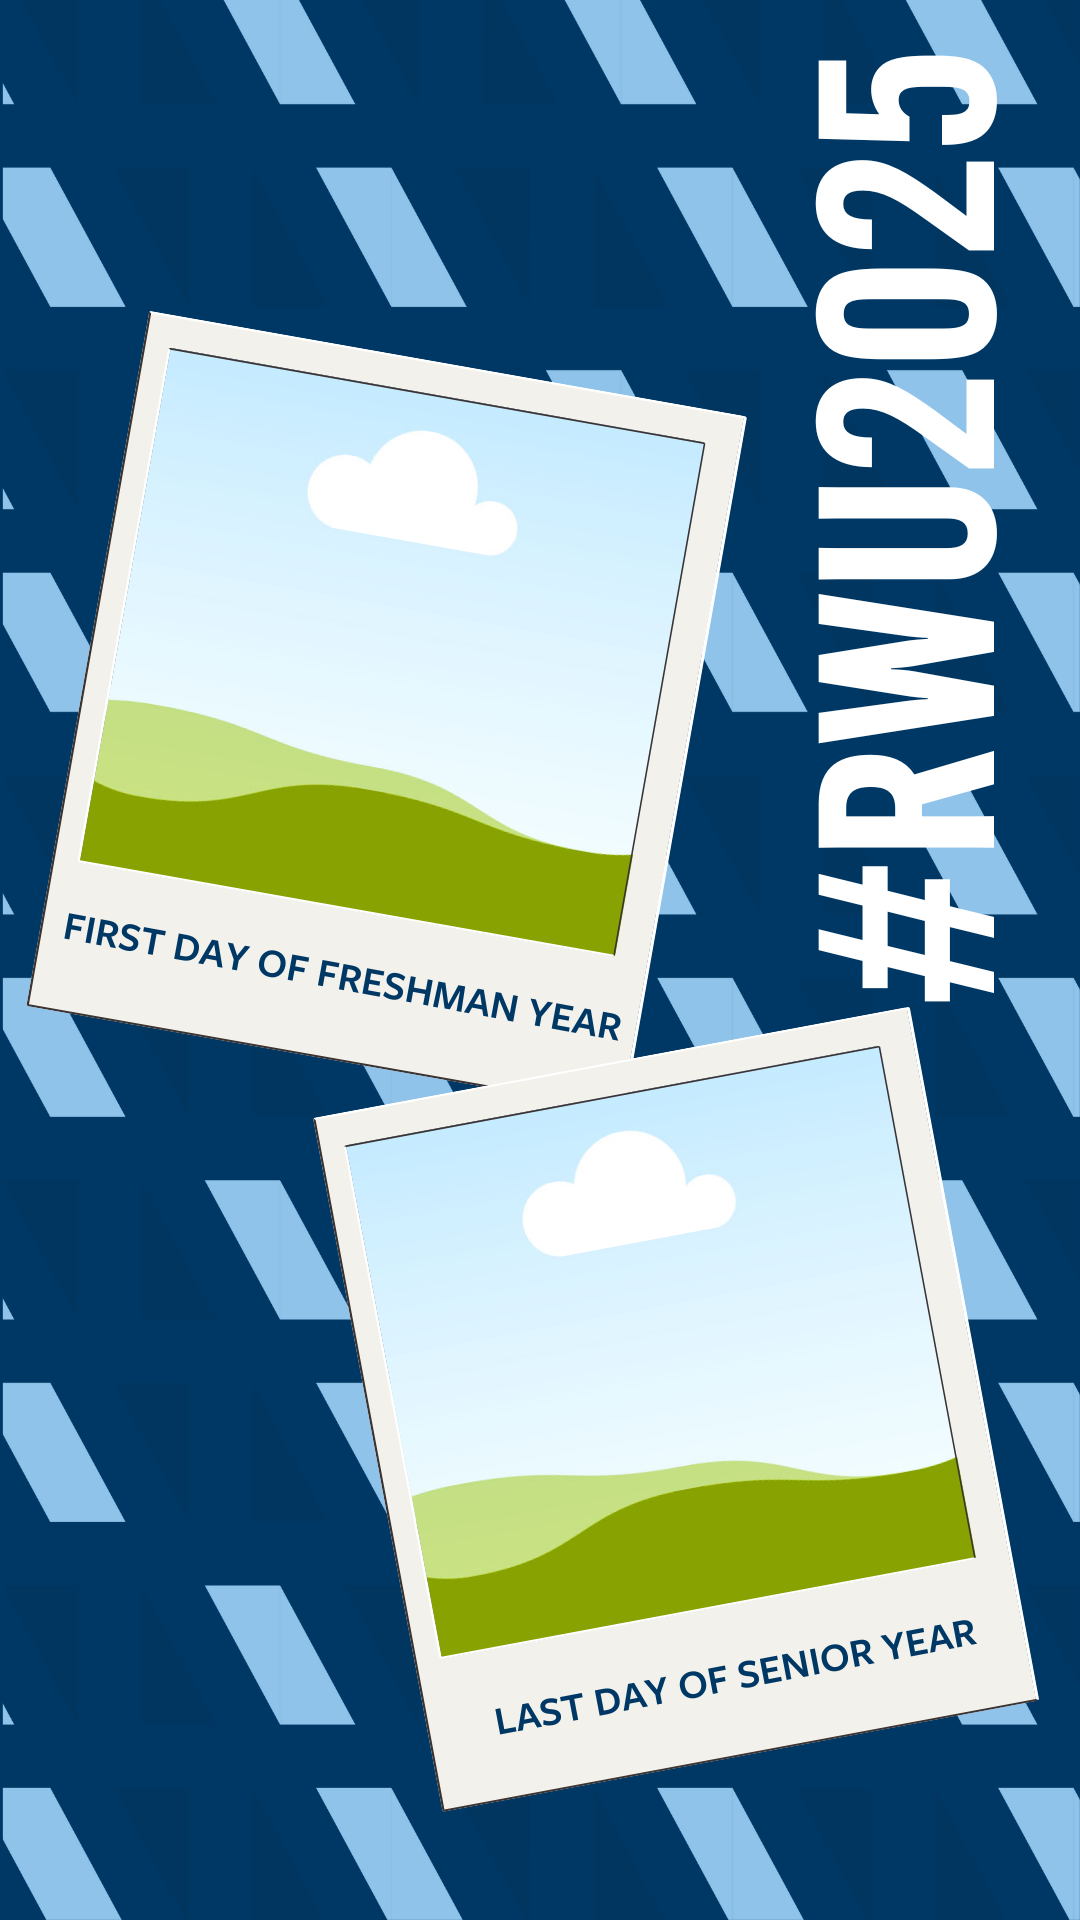 #RWU2025
FIRST DAY OF FRESHMAN YEAR
LAST DAY OF SENIOR YEAR